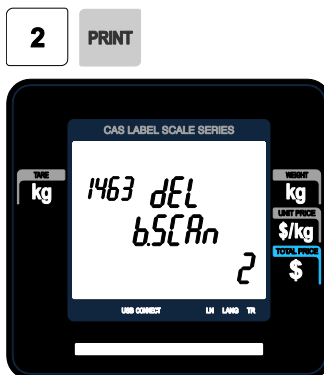 2 PRINT
CAS LABEL SCALE SERIES
TARE
kg
1463 dEL
b.SCAn
2
WEIGHT
kg
UNIT PRICE
$/kg
TOTAL PRICE
$
USB CONNECT LN LANG TR